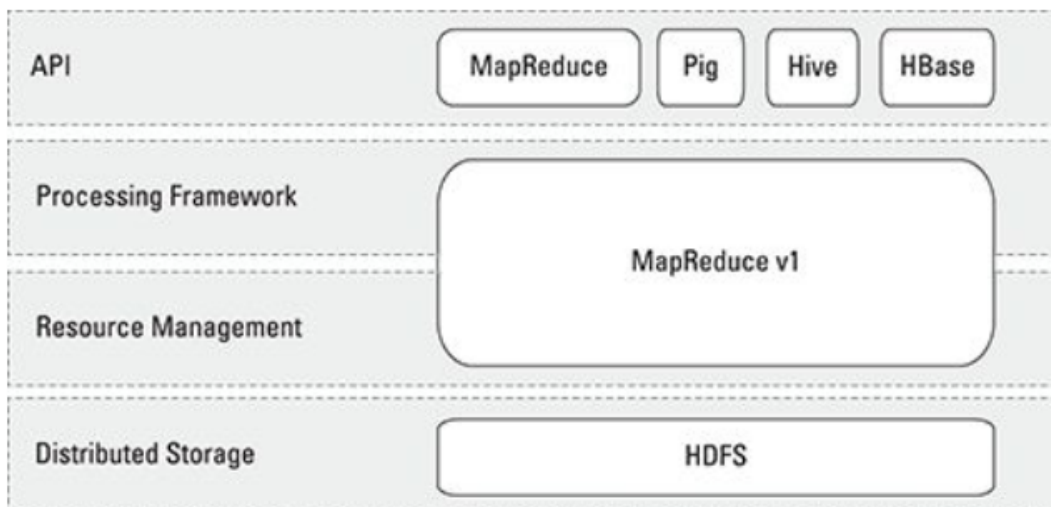 API MapReduce Pig Hive HBase
Processing Framework
MapReduce v1
Resource Management
Distributed Storage HDFS